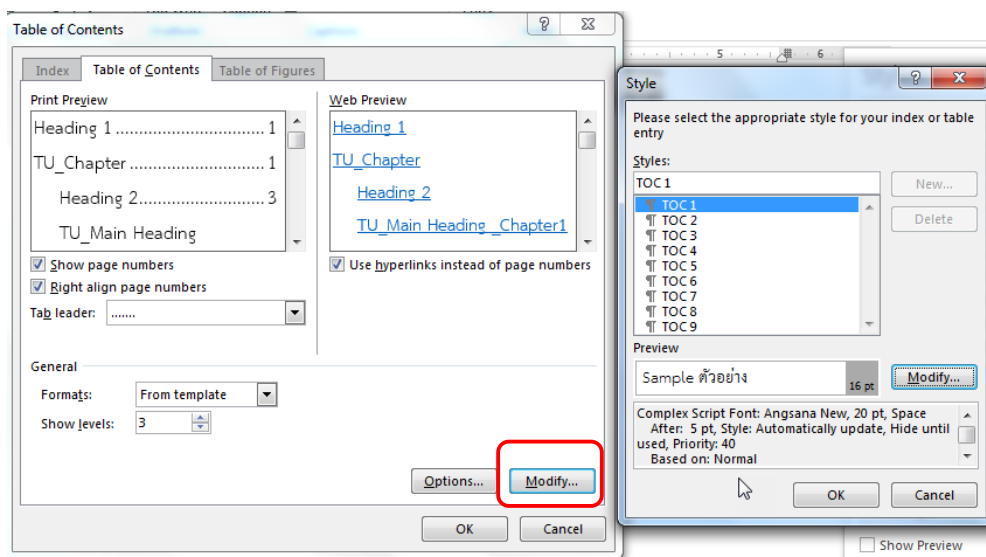 Table of Contents
Index Table of Contents Table of Figures
Print Preview
Heading 1 ................................ 1
TU_Chapter ............................. 1
Heading 2........................... 3
TU_Main Heading
Web Preview
Heading 1
TU_Chapter
Heading 2
TU_Main Heading _Chapter1
Show page numbers
Right align page numbers
Tab leader: .......
Use hyperlinks instead of page numbers
General
Formats: From template
Show levels: 3
Options... Modify...
OK Cancel
5 6
Style
Please select the appropriate style for your index or table
entry
Styles:
TOC 1
New...
Delete
TOC 1
TOC 2
TOC 3
TOC 4
TOC 5
TOC 6
TOC 7
TOC 8
TOC 9
Preview
Sample ตัวอย่าง
16 pt
Modify...
Complex Script Font: Angsana New, 20 pt, Space
After: 5 pt, Style: Automatically update, Hide until
used, Priority: 40
Based on: Normal
OK Cancel
Show Preview